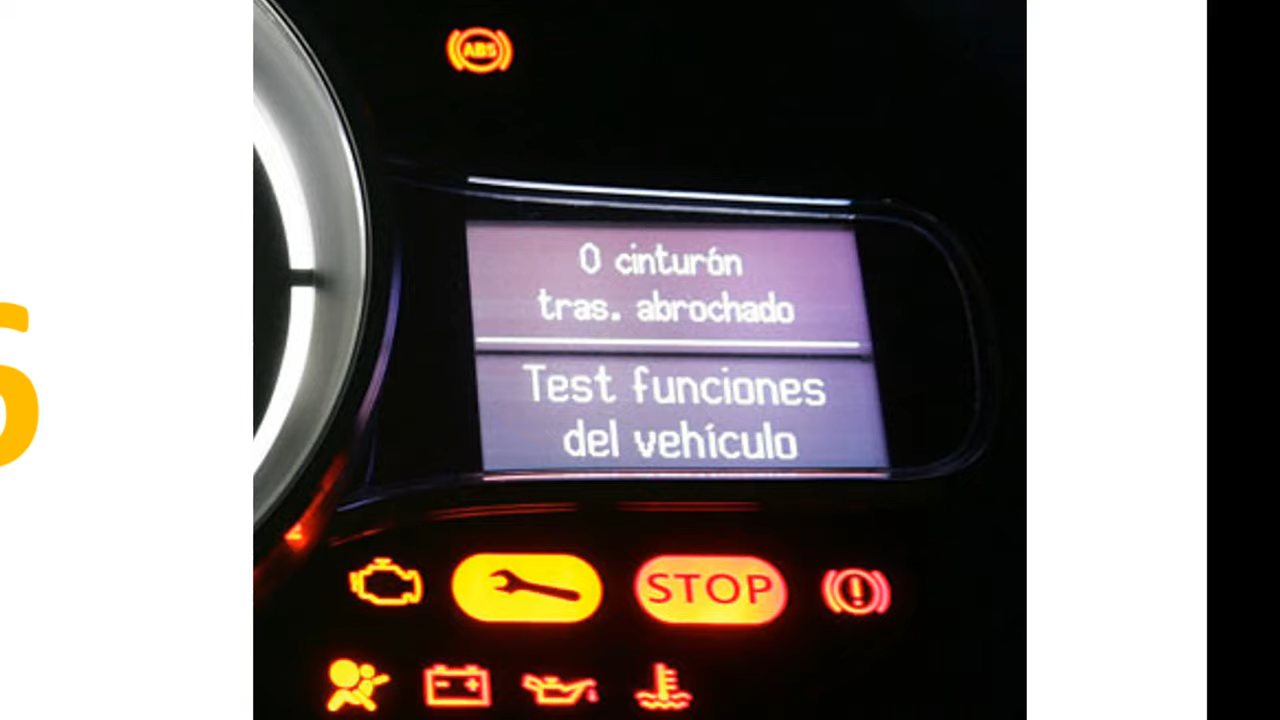 ABS
0 cinturón
tras. abrochado
Test funciones
del vehículo
STOP